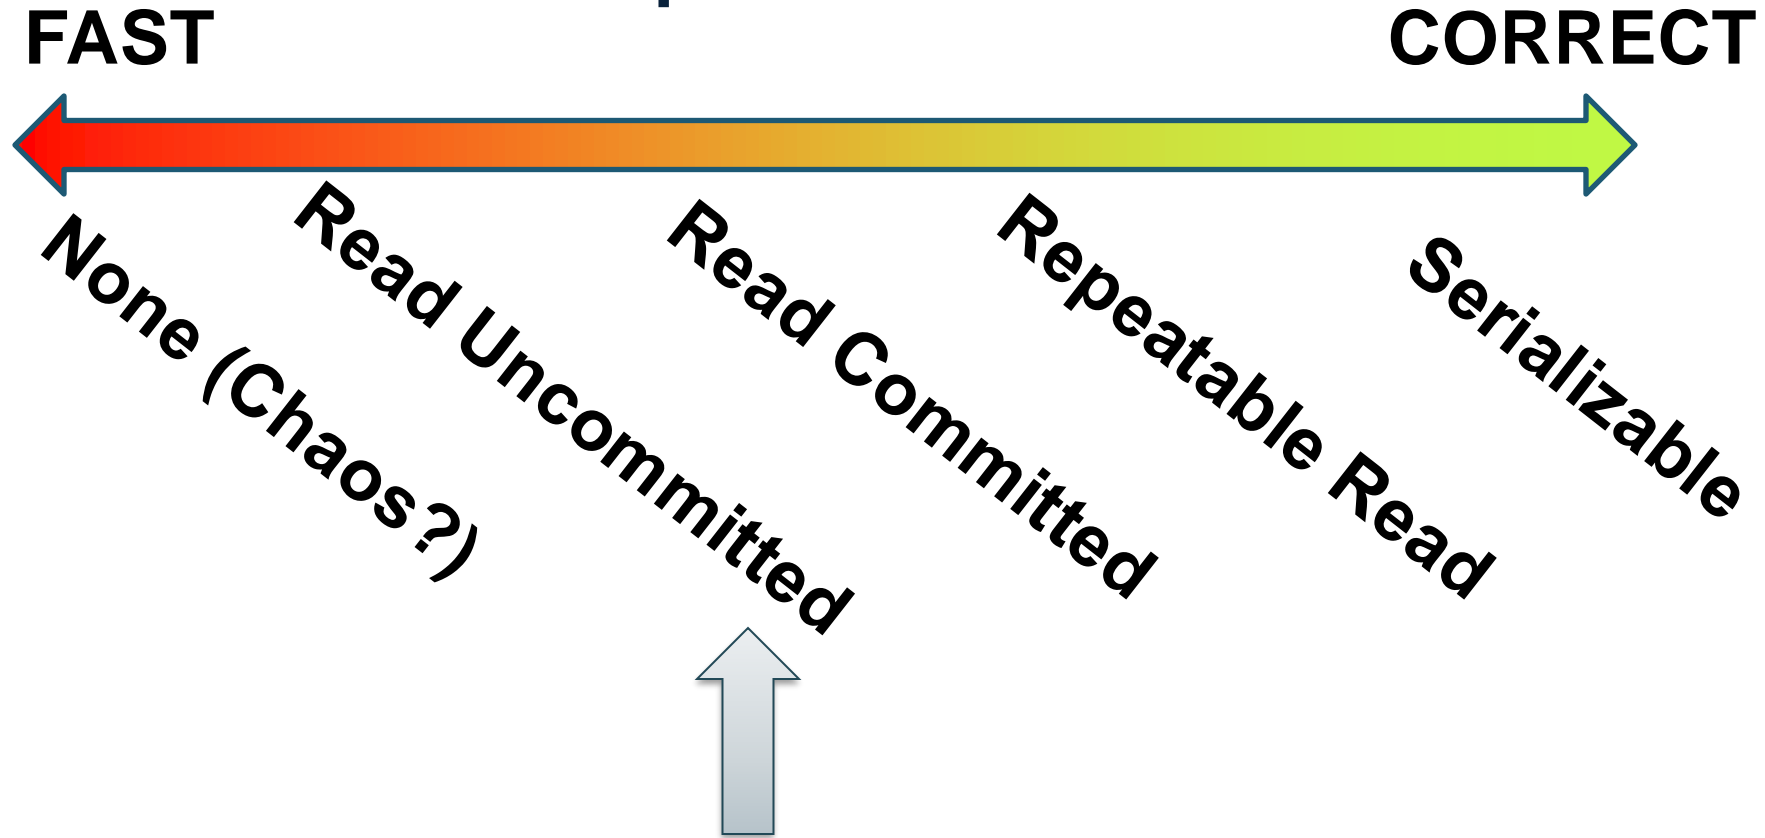 FAST
CORRECT
None (Chaos?)
Read Uncommitted
Read Committed
Repeatable Read
Serializable